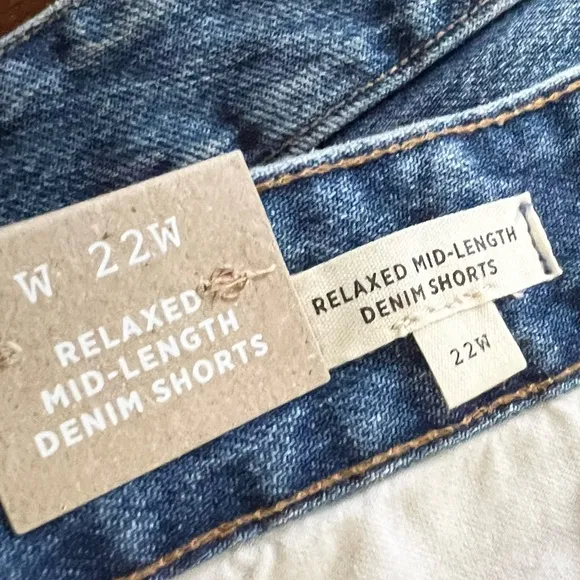 W 22W
RELAXED
MID-LENGTH
DENIM SHORTS
RELAXED MID-LENGTH
DENIM SHORTS
22W